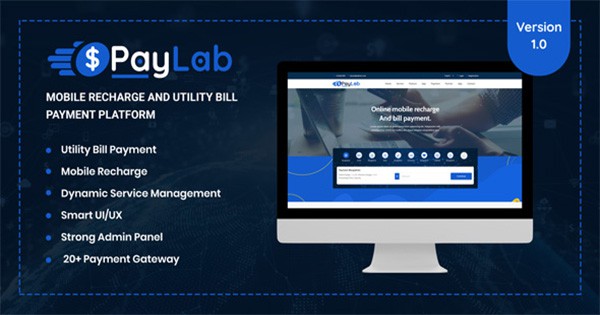 Version
1.0
$ PayLab
MOBILE RECHARGE AND UTILITY BILL
PAYMENT PLATFORM
Utility Bill Payment
Mobile Recharge
Dynamic Service Management
Smart UI/UX
Strong Admin Panel
20+ Payment Gateway
PayLab
Online mobile recharge
And bill payment.